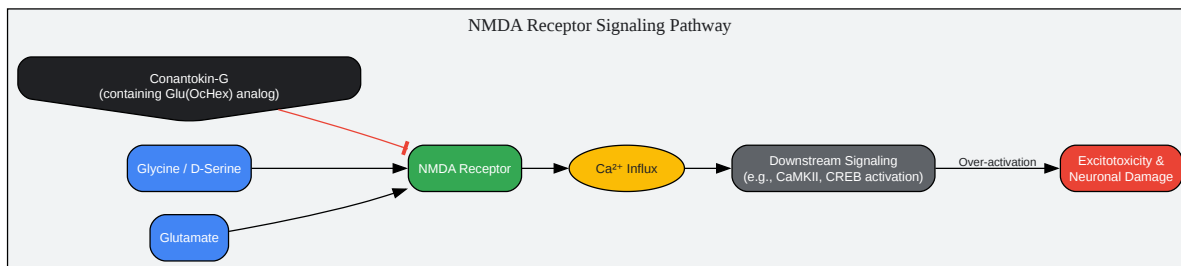 NMDA Receptor Signaling Pathway
Conantokin-G
(containing Glu(OcHex) analog)
Glycine / D-Serine
NMDA Receptor
Ca²⁺ Influx
Downstream Signaling
(e.g., CaMKII, CREB activation)
Over-activation
Excitotoxicity &
Neuronal Damage
Glutamate